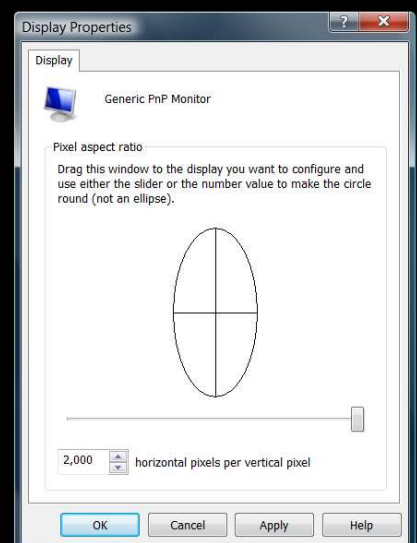 Display Properties
Display
Generic PnP Monitor
Pixel aspect ratio
Drag this window to the display you want to configure and
use either the slider or the number value to make the circle
round (not an ellipse).
2,000 horizontal pixels per vertical pixel
OK Cancel Apply Help